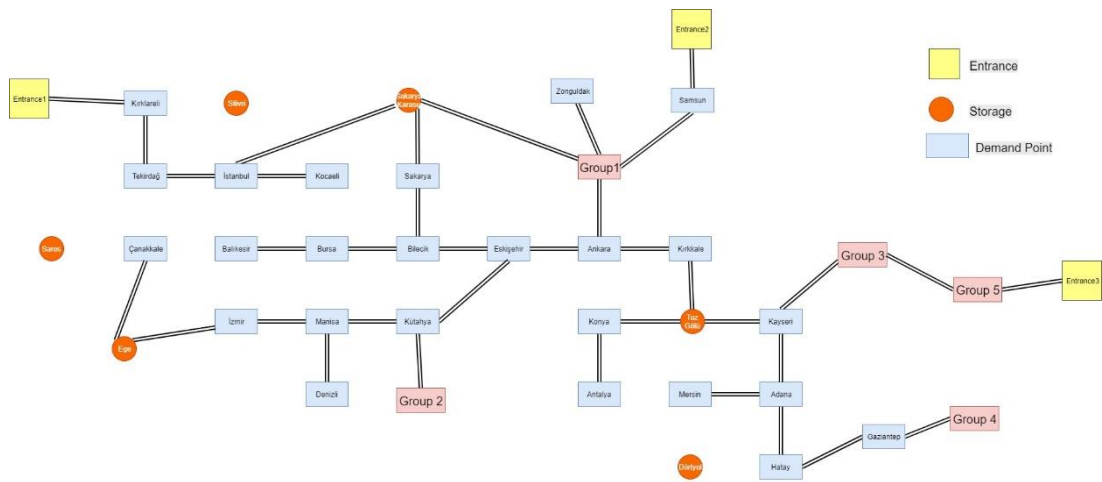 Entrance2
Entrance
Entrance1
Kırklareli
Silivri
Sakarya
Karasu
Zonguldak
Samsun
Storage
Demand Point
Tekirdağ
İstanbul
Kocaeli
Sakarya
Group1
Saros
Çanakkale
Balıkesir
Bursa
Bilecik
Eskişehir
Ankara
Kırkkale
Group 3
Group 5
Entrance3
Ege
İzmir
Manisa
Kütahya
Konya
Tuz
Gölü
Kayseri
Denizli
Group 2
Antalya
Mersin
Adana
Gaziantep
Group 4
Dörtyol
Hatay